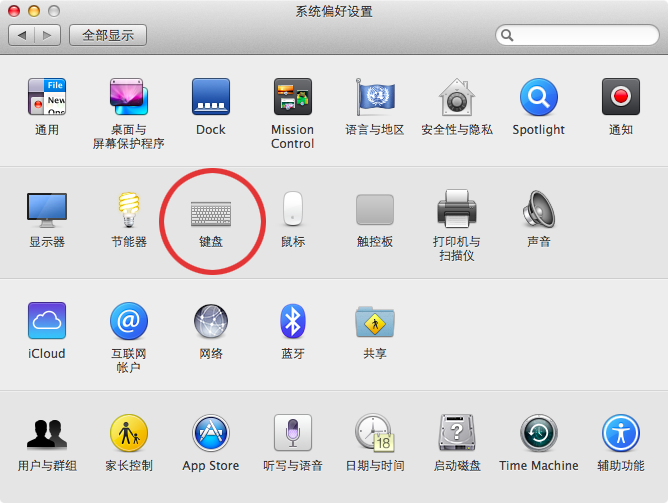 系统偏好设置
全部显示
File
New
Ope
通用
桌面与
屏幕保护程序
Dock
Mission
Control
语言与地区
安全性与隐私
Spotlight
通知
显示器
节能器
键盘
鼠标
触控板
打印机与
扫描仪
声音
iCloud
@
互联网
帐户
网络
蓝牙
共享
用户与群组
家长控制
App Store
听写与语音
18
日期与时间
?
启动磁盘
Time Machine
辅助功能